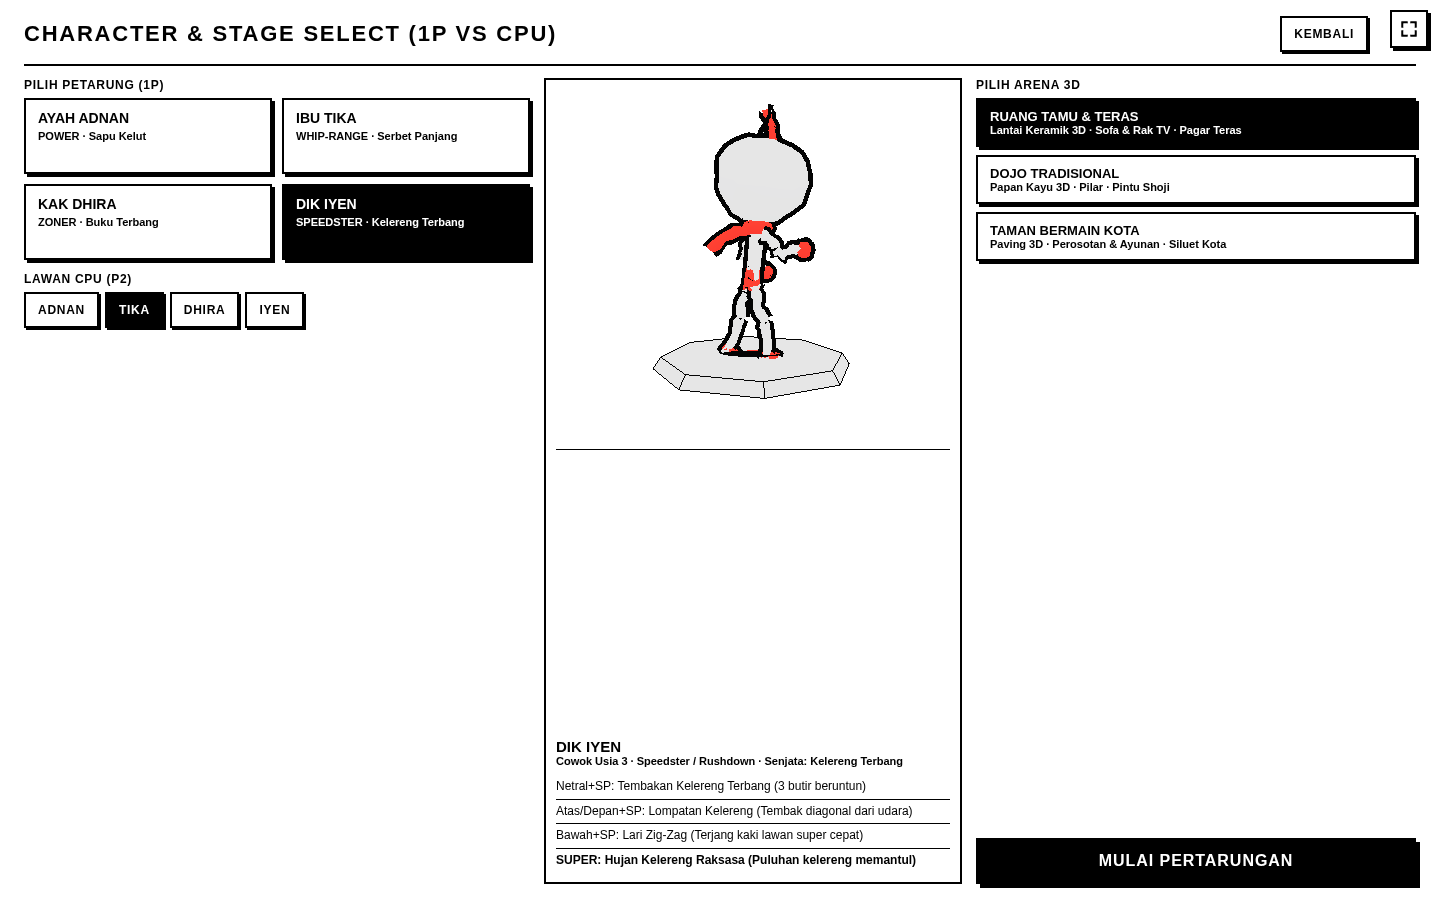 CHARACTER & STAGE SELECT (1P VS CPU)
KEMBALI
PILIH PETARUNG (1P)
AYAH ADNAN
POWER · Sapu Kelut
IBU TIKA
WHIP-RANGE · Serbet Panjang
KAK DHIRA
ZONER · Buku Terbang
DIK IYEN
SPEEDSTER · Kelereng Terbang
LAWAN CPU (P2)
ADNAN
TIKA
DHIRA
IYEN
DIK IYEN
Cowok Usia 3 · Speedster / Rushdown · Senjata: Kelereng Terbang
Netral+SP: Tembakan Kelereng Terbang (3 butir beruntun)
Atas/Depan+SP: Lompatan Kelereng (Tembak diagonal dari udara)
Bawah+SP: Lari Zig-Zag (Terjang kaki lawan super cepat)
SUPER: Hujan Kelereng Raksasa (Puluhan kelereng memantul)
PILIH ARENA 3D
RUANG TAMU & TERAS
Lantai Keramik 3D · Sofa & Rak TV · Pagar Teras
DOJO TRADISIONAL
Papan Kayu 3D · Pilar · Pintu Shoji
TAMAN BERMAIN KOTA
Paving 3D · Perosotan & Ayunan · Siluet Kota
MULAI PERTARUNGAN